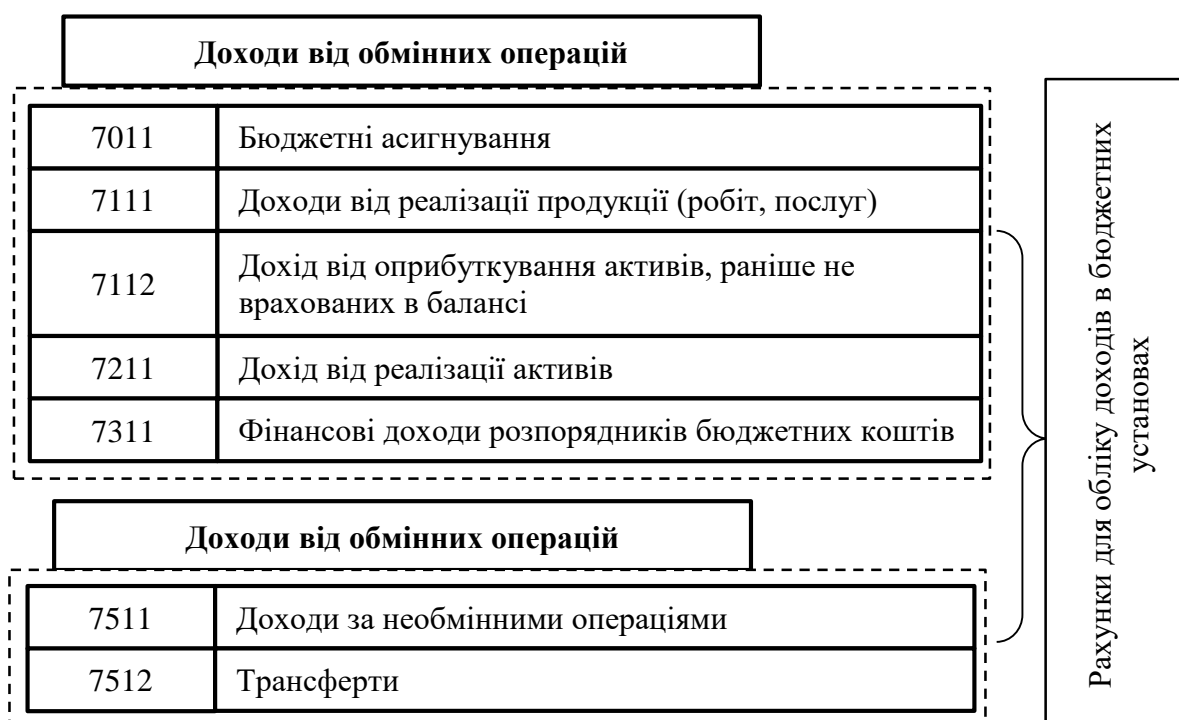 Доходи від обмінних операцій
7011 Бюджетні асигнування
7111 Доходи від реалізації продукції (робіт, послуг)
7112 Дохід від оприбуткування активів, раніше не
врахованих в балансі
7211 Дохід від реалізації активів
7311 Фінансові доходи розпорядників бюджетних коштів
Доходи від обмінних операцій
7511 Доходи за необмінними операціями
7512 Трансферти
Рахунки для обліку доходів в бюджетних
установах